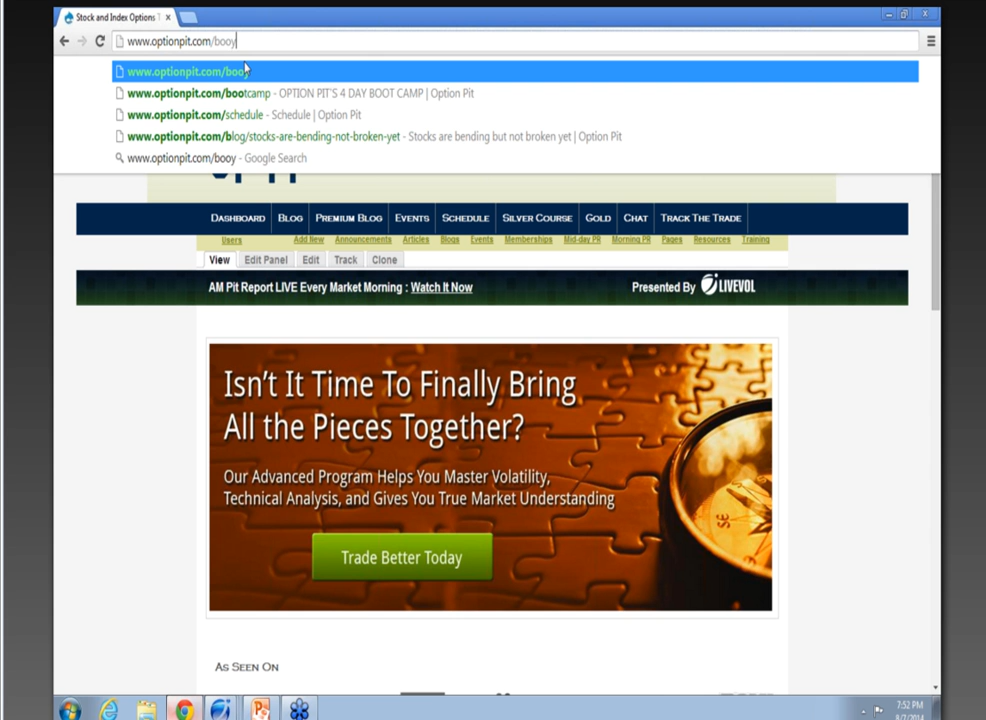 Stock and Index Options T
www.optionpit.com/booy
www.optionpit.com/booy
www.optionpit.com/bootcamp - OPTION PIT'S 4 DAY BOOT CAMP | Option Pit
www.optionpit.com/schedule - Schedule | Option Pit
www.optionpit.com/blog/stocks-are-bending-not-broken-yet - Stocks are bending but not broken yet | Option Pit
www.optionpit.com/booy - Google Search
DASHBOARD BLOG PREMIUM BLOG EVENTS SCHEDULE SILVER COURSE GOLD CHAT TRACK THE TRADE
Users Add New Announcements Articles Blogs Events Memberships Mid-day PR Morning PR Pages Resources Training
View Edit Panel Edit Track Clone
AM Pit Report LIVE Every Market Morning : Watch It Now Presented By LIVEVOL
Isn't It Time To Finally Bring
All the Pieces Together?
Our Advanced Program Helps You Master Volatility,
Technical Analysis, and Gives You True Market Understanding
SE
Trade Better Today
AS SEEN ON
7:52 PM
8/7/2014